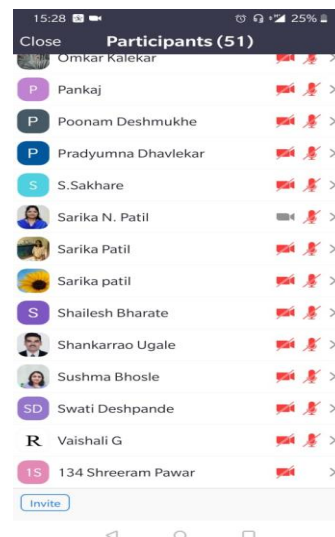 15:28 25%
Close Participants (51)
Omkar Kalekar
P Pankaj
P Poonam Deshmukhe
P Pradyumna Dhavlekar
S S.Sakhare
Sarika N. Patil
Sarika Patil
Sarika patil
S Shailesh Bharate
Shankarrao Ugale
Sushma Bhosle
SD Swati Deshpande
R Vaishali G
1S 134 Shreeram Pawar
Invite